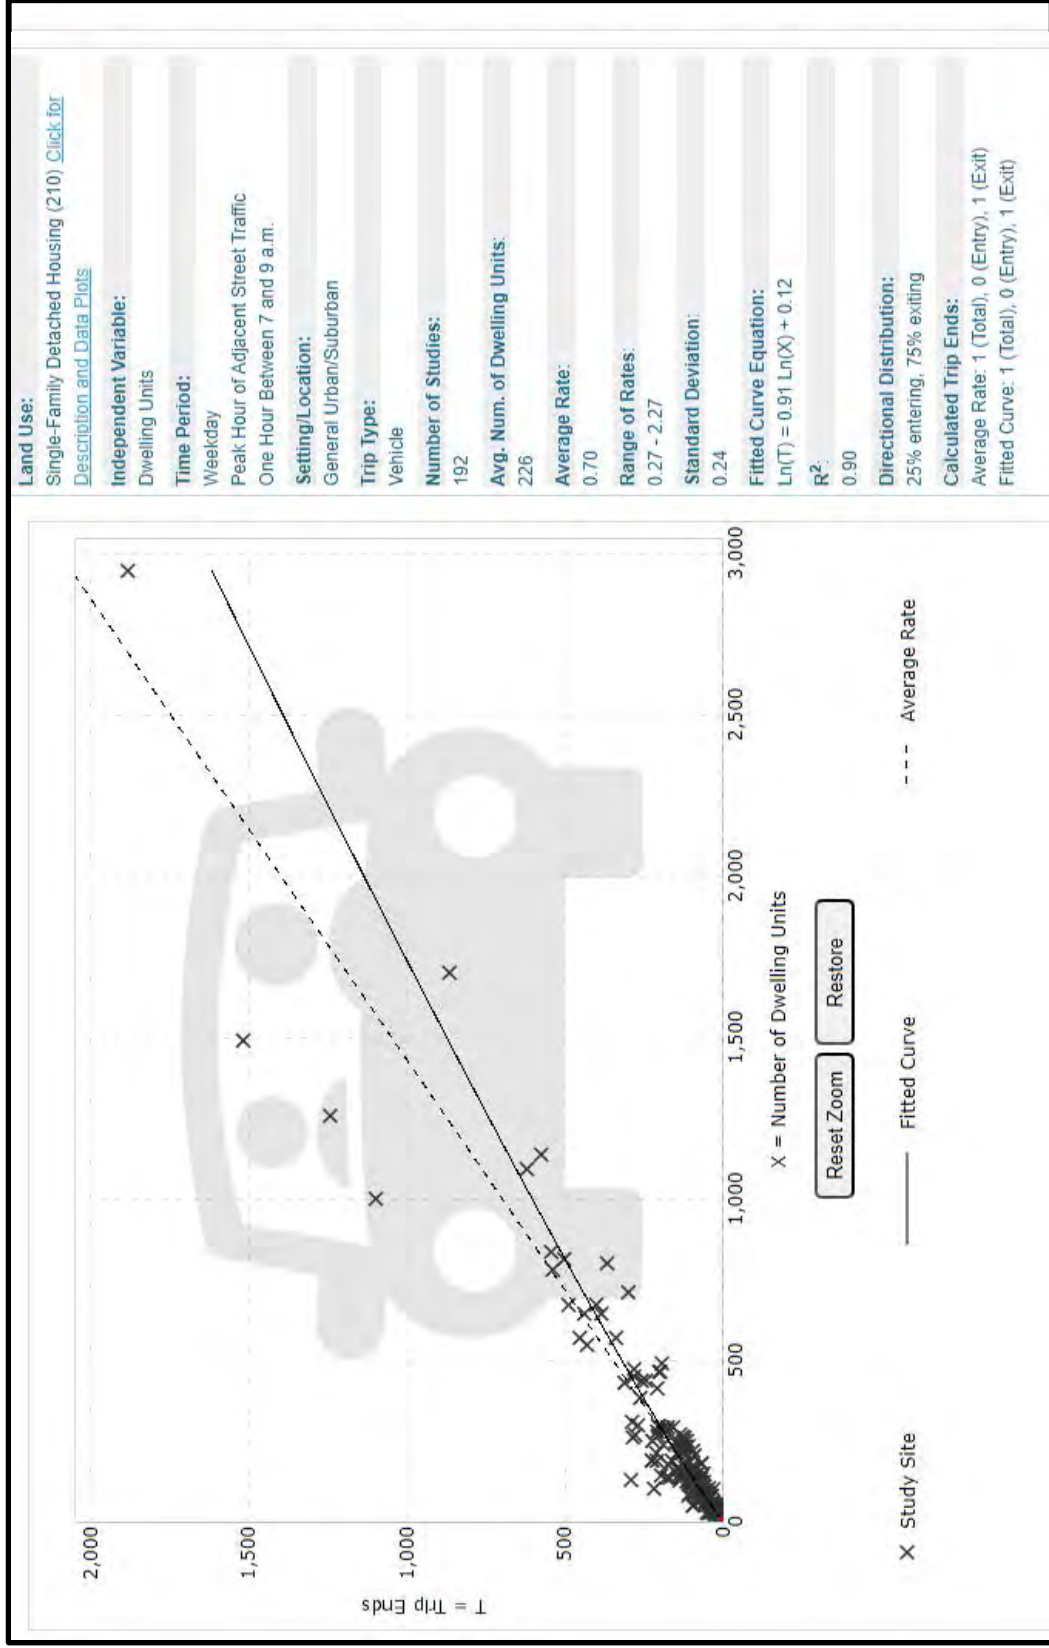 Land Use:
Single-Family Detached Housing (210) Click for
Description and Data Plots
Independent Variable:
Dwelling Units
Time Period:
Weekday
Peak Hour of Adjacent Street Traffic
One Hour Between 7 and 9 a.m.
Setting/Location:
General Urban/Suburban
Trip Type:
Vehicle
Number of Studies:
192
Avg. Num. of Dwelling Units:
226
Average Rate:
0.70
Range of Rates:
0.27 - 2.27
Standard Deviation:
0.24
Fitted Curve Equation:
Ln(T) = 0.91 Ln(X) + 0.12
R²:
0.90
Directional Distribution:
25% entering, 75% exiting
Calculated Trip Ends:
Average Rate: 1 (Total), 0 (Entry), 1 (Exit)
Fitted Curve: 1 (Total), 0 (Entry), 1 (Exit)
T = Trip Ends
2,000
1,500
1,000
500
0
0 500 1,000 1,500 2,000 2,500 3,000
X = Number of Dwelling Units
Reset Zoom Restore
Study Site Fitted Curve Average Rate